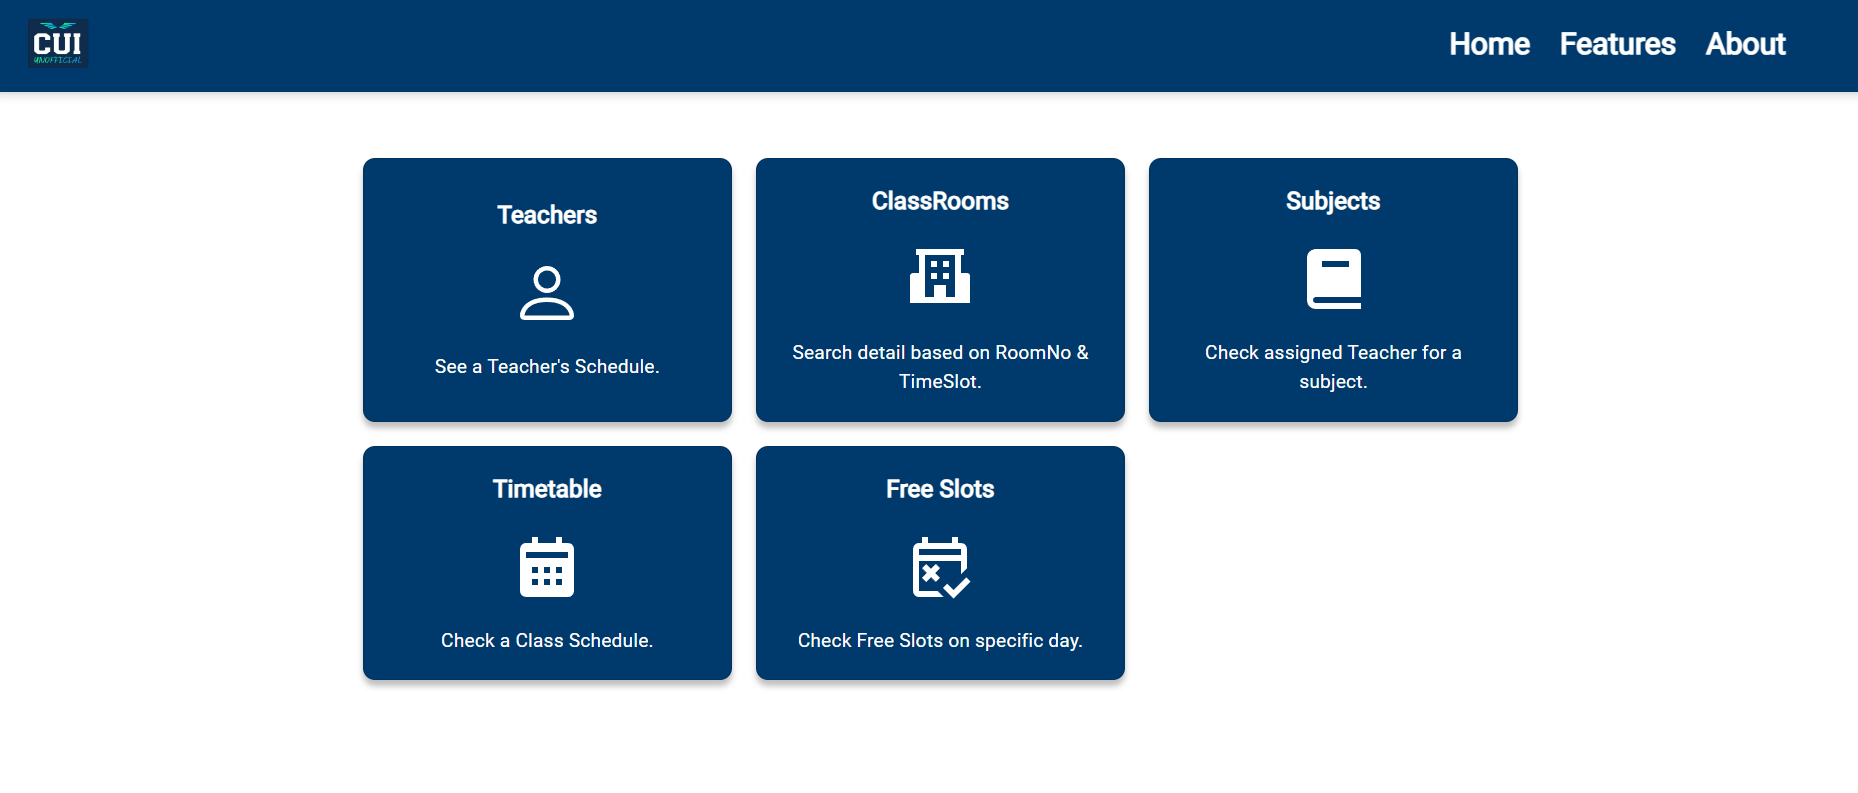 CUI
UNOFFICIAL
Home Features About
Teachers
See a Teacher's Schedule.
ClassRooms
Search detail based on RoomNo &
TimeSlot.
Subjects
Check assigned Teacher for a
subject.
Timetable
Check a Class Schedule.
Free Slots
Check Free Slots on specific day.